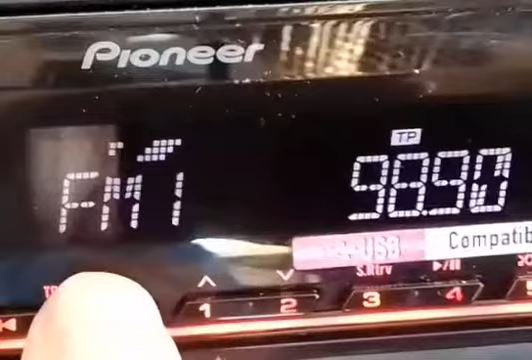 Pioneer
TP
FM1
98.90
USB
Compatib
S.Rtrv
1 2 3 4 5